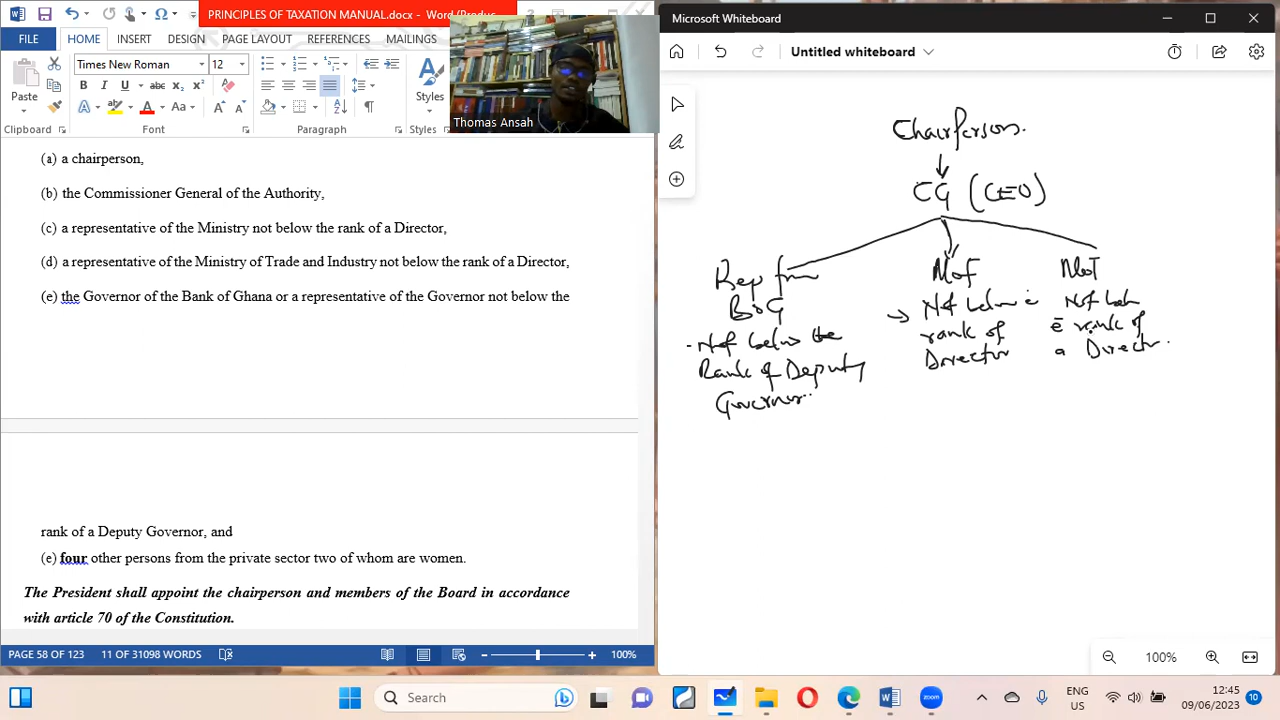 PRINCIPLES OF TAXATION MANUAL.docx - Word (Produc
FILE HOME INSERT DESIGN PAGE LAYOUT REFERENCES MAILINGS
Times New Roman 12
Paste
B I U abc
Aa
Styles
Clipboard Font Paragraph Styles
Thomas Ansah
(a) a chairperson,
(b) the Commissioner General of the Authority,
(c) a representative of the Ministry not below the rank of a Director,
(d) a representative of the Ministry of Trade and Industry not below the rank of a Director,
(e) the Governor of the Bank of Ghana or a representative of the Governor not below the
rank of a Deputy Governor, and
(e) four other persons from the private sector two of whom are women.
The President shall appoint the chairperson and members of the Board in accordance
with article 70 of the Constitution.
PAGE 58 OF 123 11 OF 31098 WORDS 100%
Microsoft Whiteboard
Untitled whiteboard
Chairperson.
CG (CEO)
Rep from
BoG
- Not below the
Rank of Deputy
Governor..
MoF
Not below
rank of
Director
MoT
rank of
a Director.
100%
Search
ENG
US
12:45
09/06/2023
10